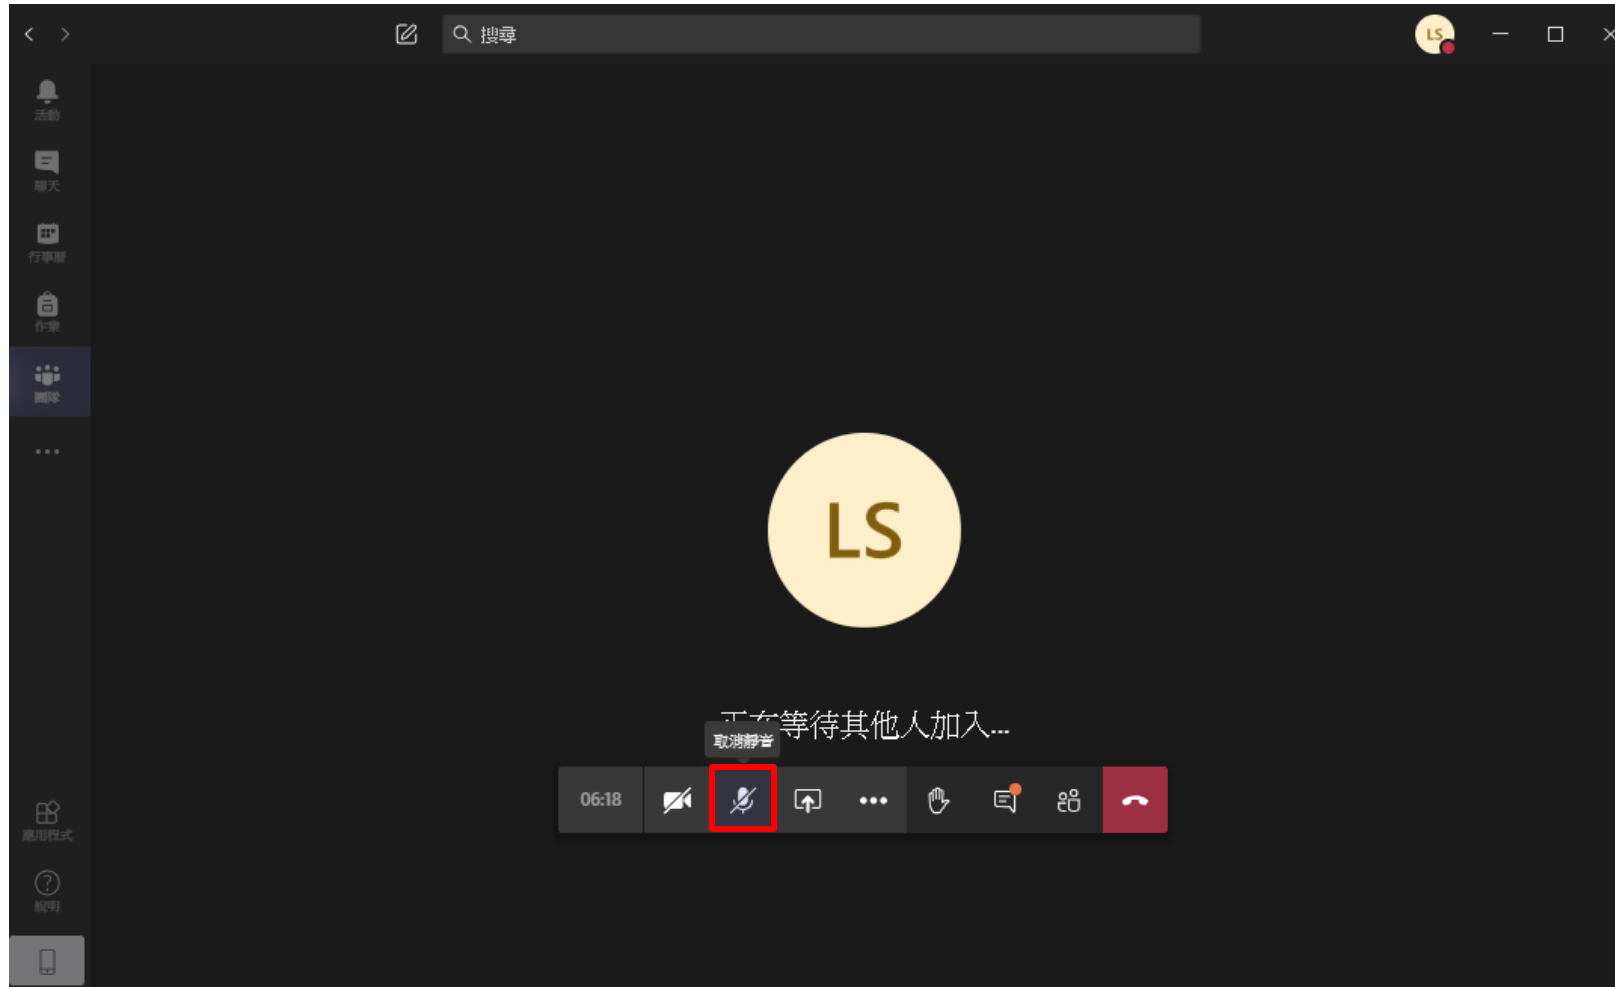 搜尋
LS
活動
聊天
行事曆
作業
團隊
LS
正在等待其他人加入...
取消靜音
06:18
應用程式
說明